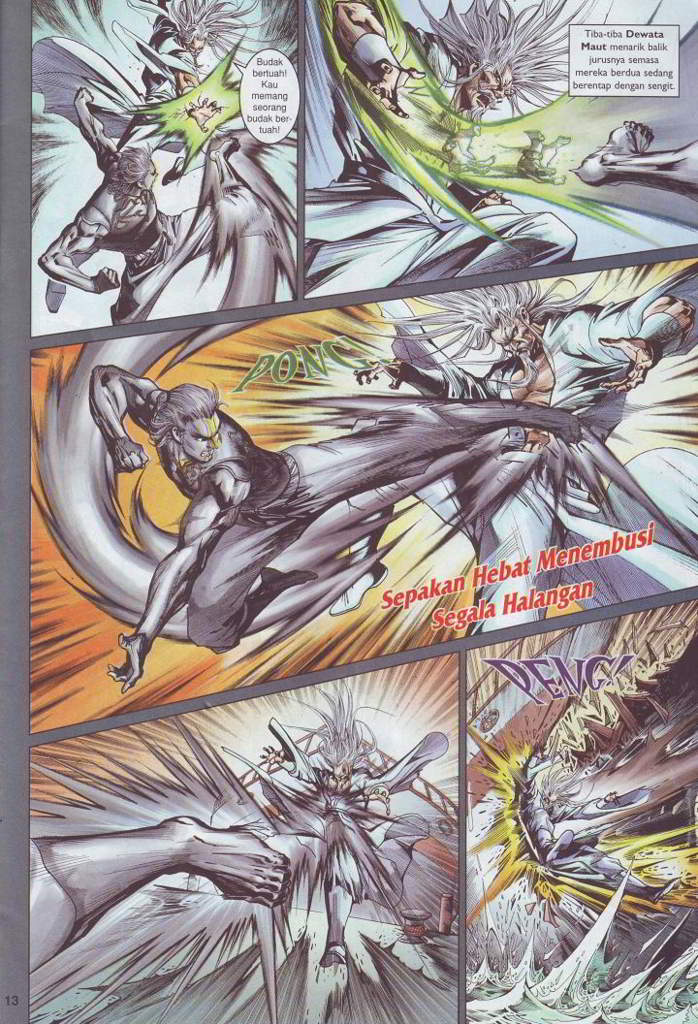 Budak
bertuah!
Kau
memang
seorang
budak ber-
tuah!
Tiba-tiba Dewata
Maut menarik balik
jurusnya semasa
mereka berdua sedang
berentap dengan sengit.
PONG!
Sepakan Hebat Menembusi
Segala Halangan
PENG!
13